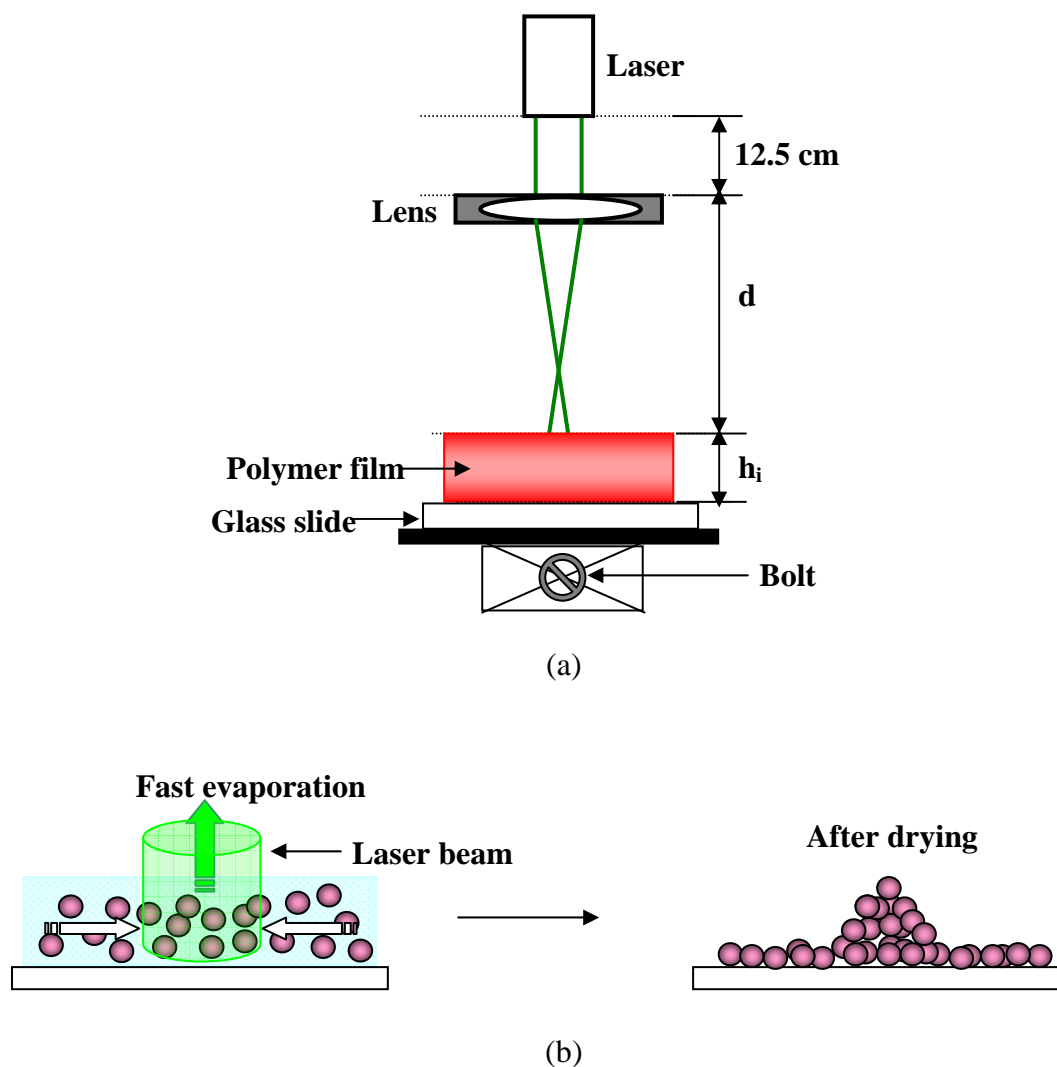 Laser
12.5 cm
Lens
d
Polymer film
hᵢ
Glass slide
Bolt
(a)
Fast evaporation
Laser beam
After drying
(b)